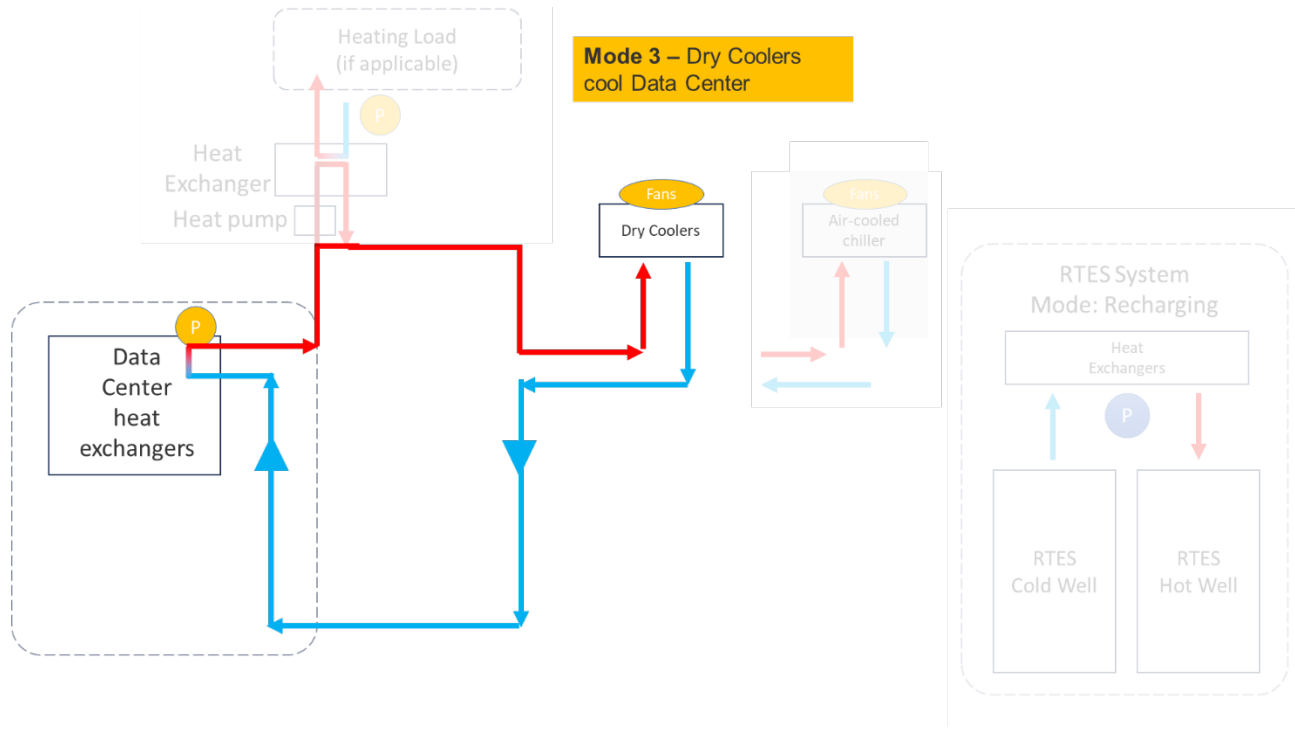 Heating Load
(if applicable)
P
Heat
Exchanger
Heat pump
Mode 3 – Dry Coolers
cool Data Center
Fans
Dry Coolers
Fans
Air-cooled
chiller
RTES System
Mode: Recharging
Heat
Exchangers
P
RTES
Cold Well
RTES
Hot Well
P
Data
Center
heat
exchangers